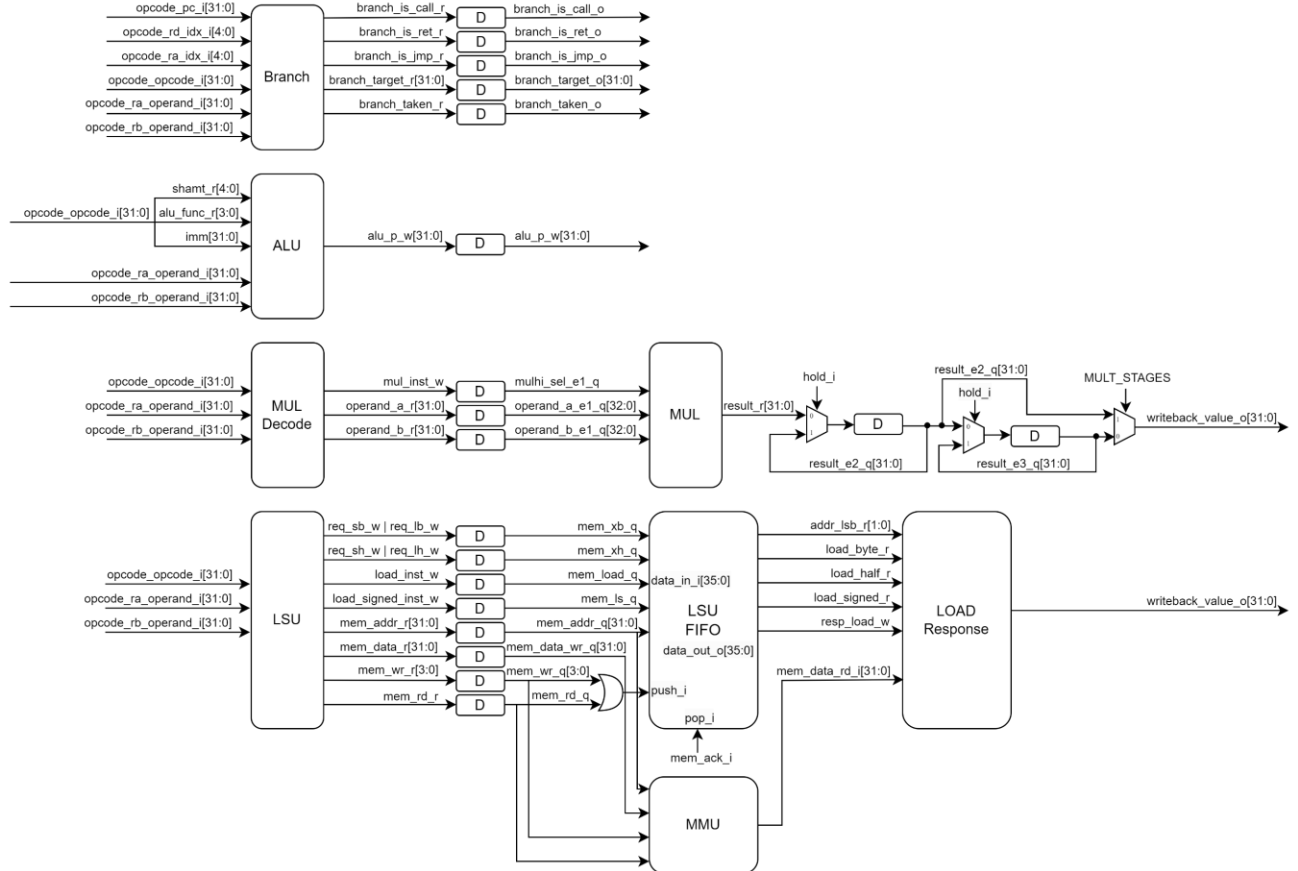 opcode_pc_i[31:0]
opcode_rd_idx_i[4:0]
opcode_ra_idx_i[4:0]
opcode_opcode_i[31:0]
opcode_ra_operand_i[31:0]
opcode_rb_operand_i[31:0]
Branch
branch_is_call_r
D
branch_is_call_o
branch_is_ret_r
D
branch_is_ret_o
branch_is_jmp_r
D
branch_is_jmp_o
branch_target_r[31:0]
D
branch_target_o[31:0]
branch_taken_r
D
branch_taken_o
opcode_opcode_i[31:0]
shamt_r[4:0]
alu_func_r[3:0]
imm[31:0]
opcode_ra_operand_i[31:0]
opcode_rb_operand_i[31:0]
ALU
alu_p_w[31:0]
D
alu_p_w[31:0]
opcode_opcode_i[31:0]
opcode_ra_operand_i[31:0]
opcode_rb_operand_i[31:0]
MUL
Decode
mul_inst_w
D
mulhi_sel_e1_q
operand_a_r[31:0]
D
operand_a_e1_q[32:0]
operand_b_r[31:0]
D
operand_b_e1_q[32:0]
MUL
result_r[31:0]
hold_i
0
1
D
result_e2_q[31:0]
result_e2_q[31:0]
hold_i
0
1
D
result_e3_q[31:0]
MULT_STAGES
1
0
writeback_value_o[31:0]
opcode_opcode_i[31:0]
opcode_ra_operand_i[31:0]
opcode_rb_operand_i[31:0]
LSU
req_sb_w | req_lb_w
D
mem_xb_q
req_sh_w | req_lh_w
D
mem_xh_q
load_inst_w
D
mem_load_q
load_signed_inst_w
D
mem_ls_q
mem_addr_r[31:0]
D
mem_addr_q[31:0]
mem_data_r[31:0]
D
mem_data_wr_q[31:0]
mem_wr_r[3:0]
D
mem_wr_q[3:0]
mem_rd_r
D
mem_rd_q
data_in_i[35:0]
LSU
FIFO
data_out_o[35:0]
push_i
pop_i
mem_ack_i
MMU
addr_lsb_r[1:0]
load_byte_r
load_half_r
load_signed_r
resp_load_w
mem_data_rd_i[31:0]
LOAD
Response
writeback_value_o[31:0]